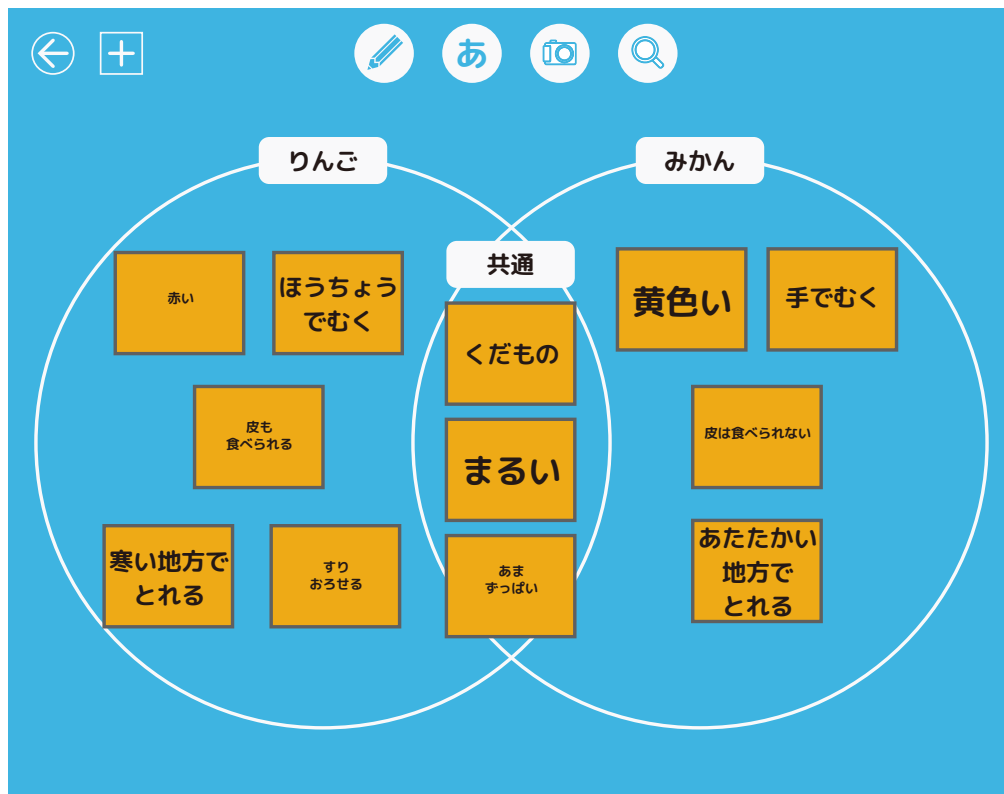 あ
りんご
みかん
共通
赤い
ほうちょう
でむく
皮も
食べられる
寒い地方で
とれる
すり
おろせる
くだもの
まるい
あま
ずっぱい
黄色い
手でむく
皮は食べられない
あたたかい
地方で
とれる